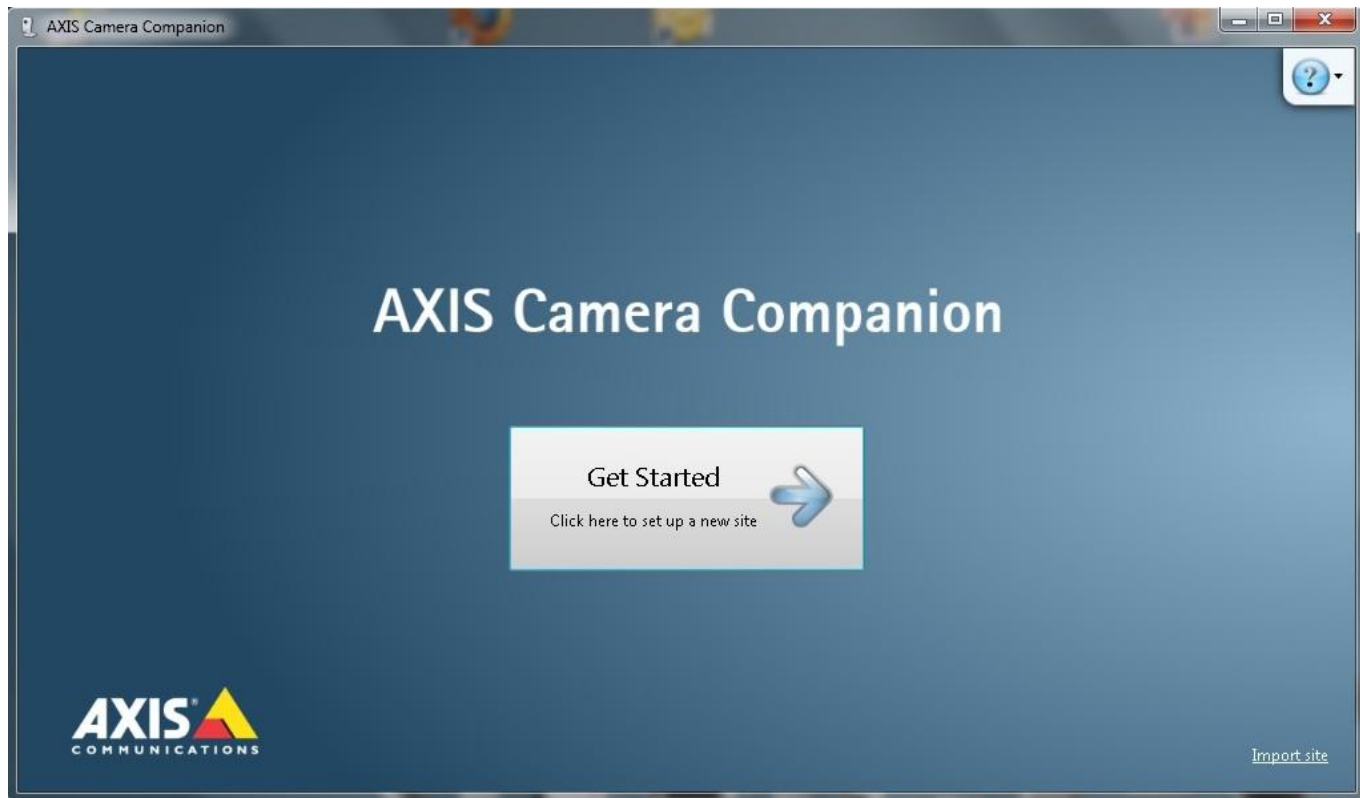 AXIS Camera Companion
AXIS Camera Companion
Get Started
Click here to set up a new site
AXIS
COMMUNICATIONS
Import site